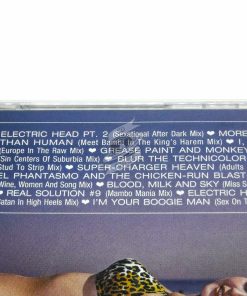 ELECTRIC HEAD PT. 2 (Sexational After Dark Mix) ❤ MORE
THAN HUMAN (Meet Bambi In The King's Harem Mix) ❤ I,
(Europe In The Raw Mix) ❤ GREASE PAINT AND MONKEY
Sin Centers Of Suburbia Mix) ❤ BLUR THE TECHNICOLOR
Stud To Strip Mix) ❤ SUPER-CHARGER HEAVEN (Adults
EL PHANTASMO AND THE CHICKEN-RUN BLAST
Wine, Women And Song Mix) ❤ BLOOD, MILK AND SKY (Miss S
❤ REAL SOLUTION #9 (Mambo Mania Mix) ❤ ELECTRIC H
Satan In High Heels Mix) ❤ I'M YOUR BOOGIE MAN (Sex On T